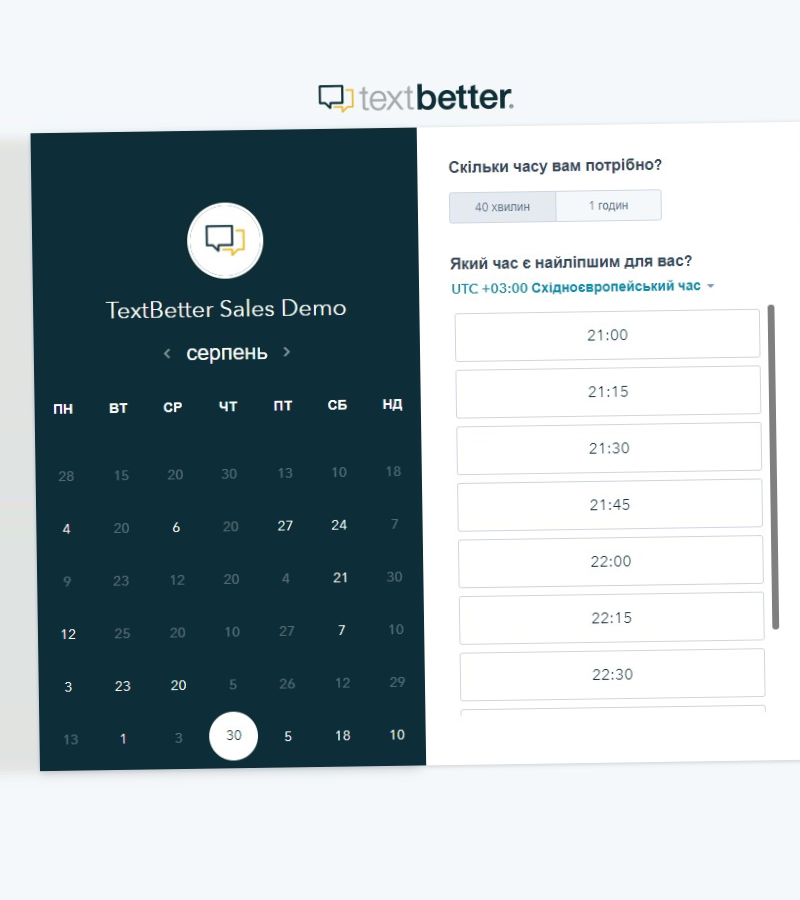 textbetter.
TextBetter Sales Demo
серпень
ПН ВТ СР ЧТ ПТ СБ НД
28 15 20 30 13 10 18
4 20 6 20 27 24 7
9 23 12 20 4 21 30
12 25 20 10 27 7 10
3 23 20 5 26 12 29
13 1 3 30 5 18 10
Скільки часу вам потрібно?
40 хвилин 1 годин
Який час є найліпшим для вас?
UTC +03:00 Східноєвропейський час
21:00
21:15
21:30
21:45
22:00
22:15
22:30